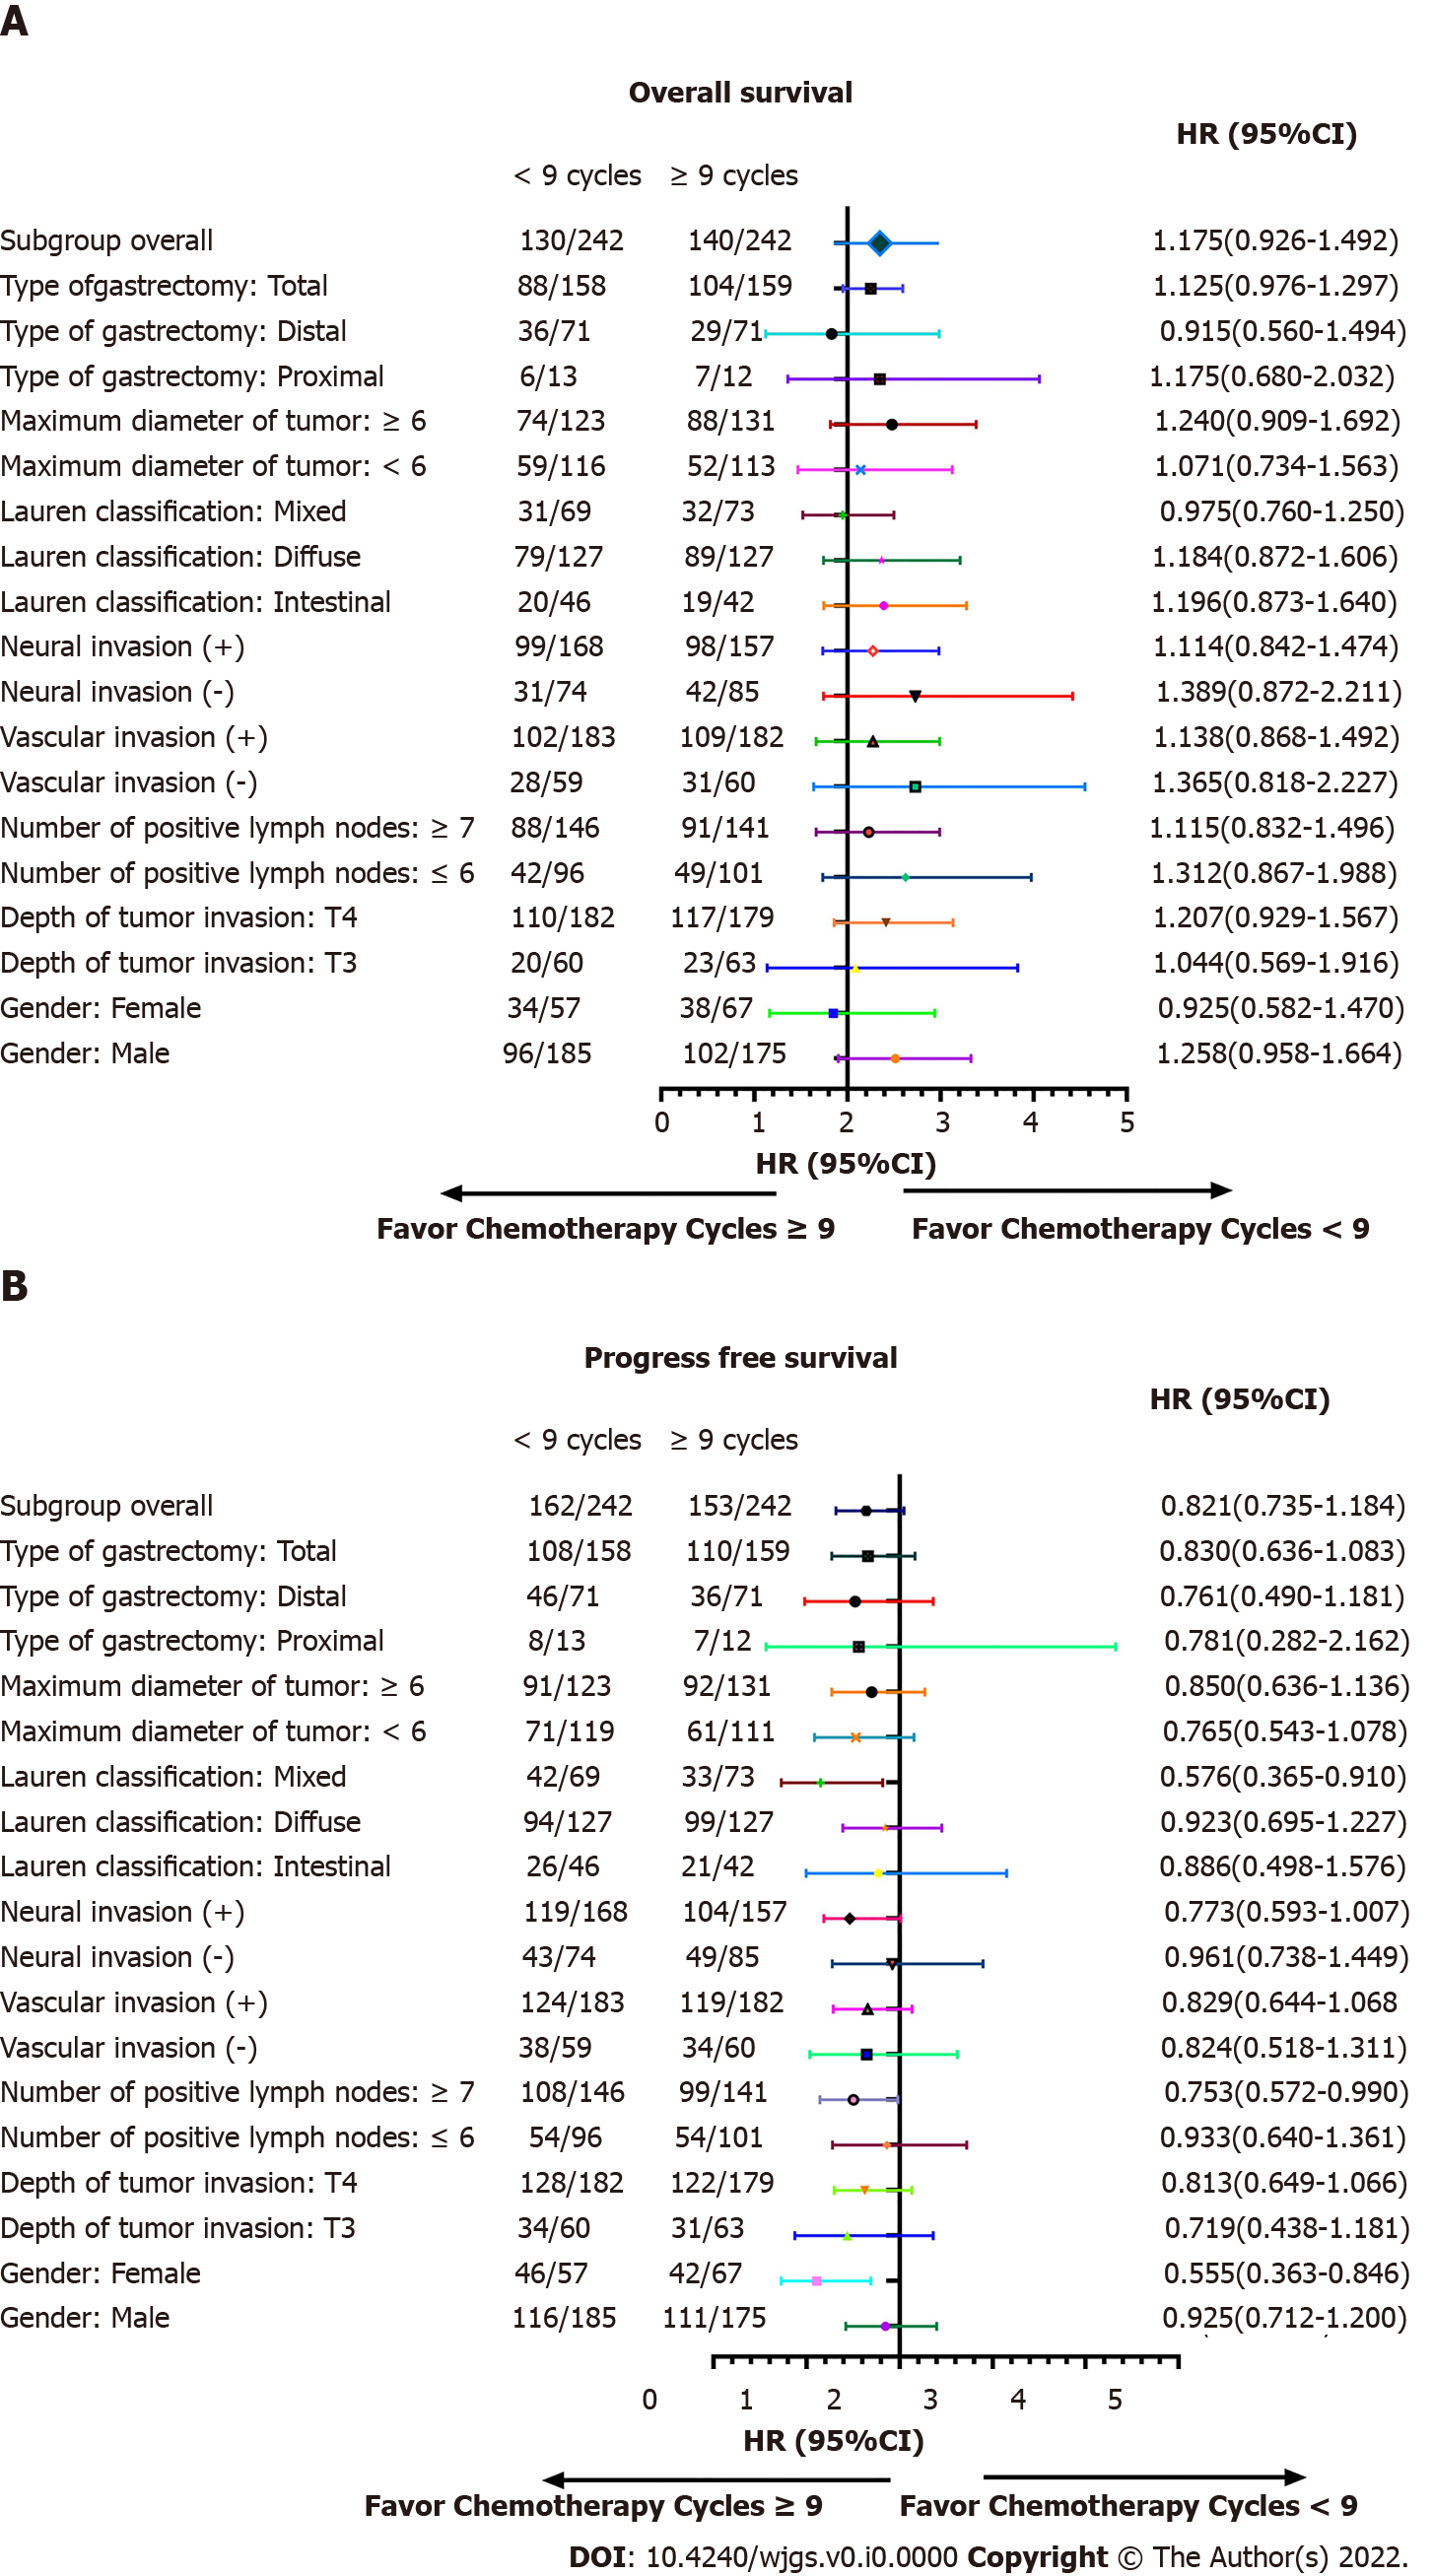 A
Overall survival
HR (95%CI)
< 9 cycles ≥ 9 cycles
Subgroup overall 130/242 140/242 1.175(0.926-1.492)
Type ofgastrectomy: Total 88/158 104/159 1.125(0.976-1.297)
Type of gastrectomy: Distal 36/71 29/71 0.915(0.560-1.494)
Type of gastrectomy: Proximal 6/13 7/12 1.175(0.680-2.032)
Maximum diameter of tumor: ≥ 6 74/123 88/131 1.240(0.909-1.692)
Maximum diameter of tumor: < 6 59/116 52/113 1.071(0.734-1.563)
Lauren classification: Mixed 31/69 32/73 0.975(0.760-1.250)
Lauren classification: Diffuse 79/127 89/127 1.184(0.872-1.606)
Lauren classification: Intestinal 20/46 19/42 1.196(0.873-1.640)
Neural invasion (+) 99/168 98/157 1.114(0.842-1.474)
Neural invasion (-) 31/74 42/85 1.389(0.872-2.211)
Vascular invasion (+) 102/183 109/182 1.138(0.868-1.492)
Vascular invasion (-) 28/59 31/60 1.365(0.818-2.227)
Number of positive lymph nodes: ≥ 7 88/146 91/141 1.115(0.832-1.496)
Number of positive lymph nodes: ≤ 6 42/96 49/101 1.312(0.867-1.988)
Depth of tumor invasion: T4 110/182 117/179 1.207(0.929-1.567)
Depth of tumor invasion: T3 20/60 23/63 1.044(0.569-1.916)
Gender: Female 34/57 38/67 0.925(0.582-1.470)
Gender: Male 96/185 102/175 1.258(0.958-1.664)
0 1 2 3 4 5
HR (95%CI)
Favor Chemotherapy Cycles ≥ 9 Favor Chemotherapy Cycles < 9
B
Progress free survival
HR (95%CI)
< 9 cycles ≥ 9 cycles
Subgroup overall 162/242 153/242 0.821(0.735-1.184)
Type of gastrectomy: Total 108/158 110/159 0.830(0.636-1.083)
Type of gastrectomy: Distal 46/71 36/71 0.761(0.490-1.181)
Type of gastrectomy: Proximal 8/13 7/12 0.781(0.282-2.162)
Maximum diameter of tumor: ≥ 6 91/123 92/131 0.850(0.636-1.136)
Maximum diameter of tumor: < 6 71/119 61/111 0.765(0.543-1.078)
Lauren classification: Mixed 42/69 33/73 0.576(0.365-0.910)
Lauren classification: Diffuse 94/127 99/127 0.923(0.695-1.227)
Lauren classification: Intestinal 26/46 21/42 0.886(0.498-1.576)
Neural invasion (+) 119/168 104/157 0.773(0.593-1.007)
Neural invasion (-) 43/74 49/85 0.961(0.738-1.449)
Vascular invasion (+) 124/183 119/182 0.829(0.644-1.068
Vascular invasion (-) 38/59 34/60 0.824(0.518-1.311)
Number of positive lymph nodes: ≥ 7 108/146 99/141 0.753(0.572-0.990)
Number of positive lymph nodes: ≤ 6 54/96 54/101 0.933(0.640-1.361)
Depth of tumor invasion: T4 128/182 122/179 0.813(0.649-1.066)
Depth of tumor invasion: T3 34/60 31/63 0.719(0.438-1.181)
Gender: Female 46/57 42/67 0.555(0.363-0.846)
Gender: Male 116/185 111/175 0.925(0.712-1.200)
0 1 2 3 4 5
HR (95%CI)
Favor Chemotherapy Cycles ≥ 9 Favor Chemotherapy Cycles < 9
DOI: 10.4240/wjgs.v0.i0.0000 Copyright © The Author(s) 2022.